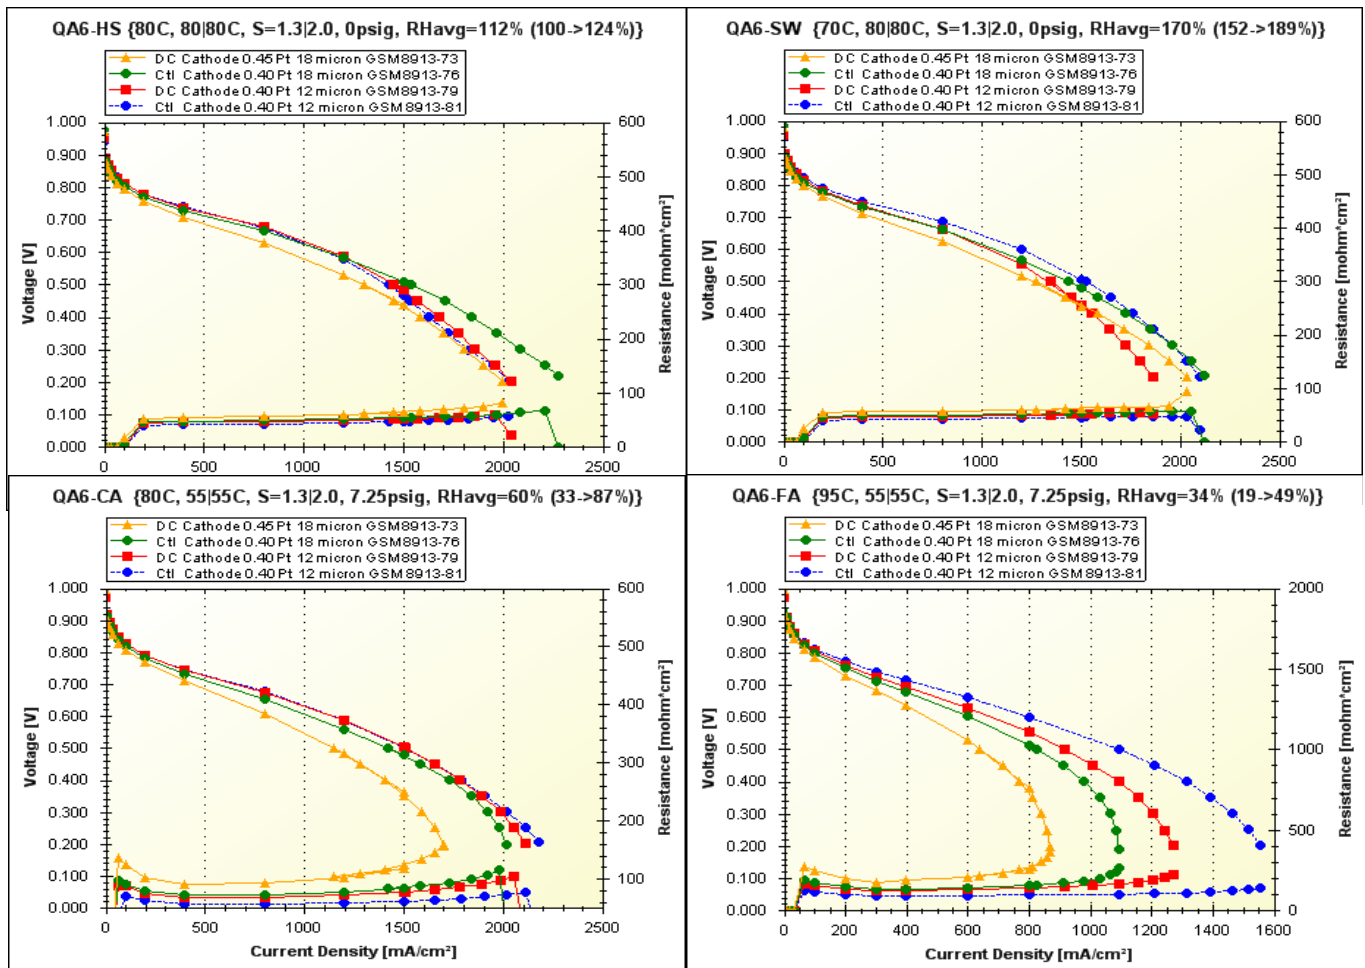 QA6-HS {80C, 80|80C, S=1.3|2.0, 0psig, RHavg=112% (100->124%)}
DC Cathode 0.45 Pt 18 micron GSM8913-73
Ctl Cathode 0.40 Pt 18 micron GSM8913-76
DC Cathode 0.40 Pt 12 micron GSM8913-79
Ctl Cathode 0.40 Pt 12 micron GSM8913-81
1.000 600
0.900
500
0.800
0.700
400
0.600
0.500 300
0.400
200
0.300
0.200
100
0.100
0.000 0
0 500 1000 1500 2000 2500
Voltage [V]
Resistance [mohm*cm²]
QA6-SW {70C, 80|80C, S=1.3|2.0, 0psig, RHavg=170% (152->189%)}
DC Cathode 0.45 Pt 18 micron GSM8913-73
Ctl Cathode 0.40 Pt 18 micron GSM8913-76
DC Cathode 0.40 Pt 12 micron GSM8913-79
Ctl Cathode 0.40 Pt 12 micron GSM8913-81
1.000 600
0.900
500
0.800
0.700
400
0.600
0.500 300
0.400
200
0.300
0.200
100
0.100
0.000 0
0 500 1000 1500 2000 2500
Voltage [V]
Resistance [mohm*cm²]
QA6-CA {80C, 55|55C, S=1.3|2.0, 7.25psig, RHavg=60% (33->87%)}
DC Cathode 0.45 Pt 18 micron GSM8913-73
Ctl Cathode 0.40 Pt 18 micron GSM8913-76
DC Cathode 0.40 Pt 12 micron GSM8913-79
Ctl Cathode 0.40 Pt 12 micron GSM8913-81
1.000 600
0.900
500
0.800
0.700
400
0.600
0.500 300
0.400
0.300 200
0.200
0.100 100
0.000
0 500 1000 1500 2000 2500
Voltage [V]
Resistance [mohm*cm²]
Current Density [mA/cm²]
QA6-FA {95C, 55|55C, S=1.3|2.0, 7.25psig, RHavg=34% (19->49%)}
DC Cathode 0.45 Pt 18 micron GSM8913-73
Ctl Cathode 0.40 Pt 18 micron GSM8913-76
DC Cathode 0.40 Pt 12 micron GSM8913-79
Ctl Cathode 0.40 Pt 12 micron GSM8913-81
1.000 2000
0.900
0.800
1500
0.700
0.600
0.500 1000
0.400
0.300
500
0.200
0.100
0.000 0
0 200 400 600 800 1000 1200 1400 1600
Voltage [V]
Resistance [mohm*cm²]
Current Density [mA/cm²]